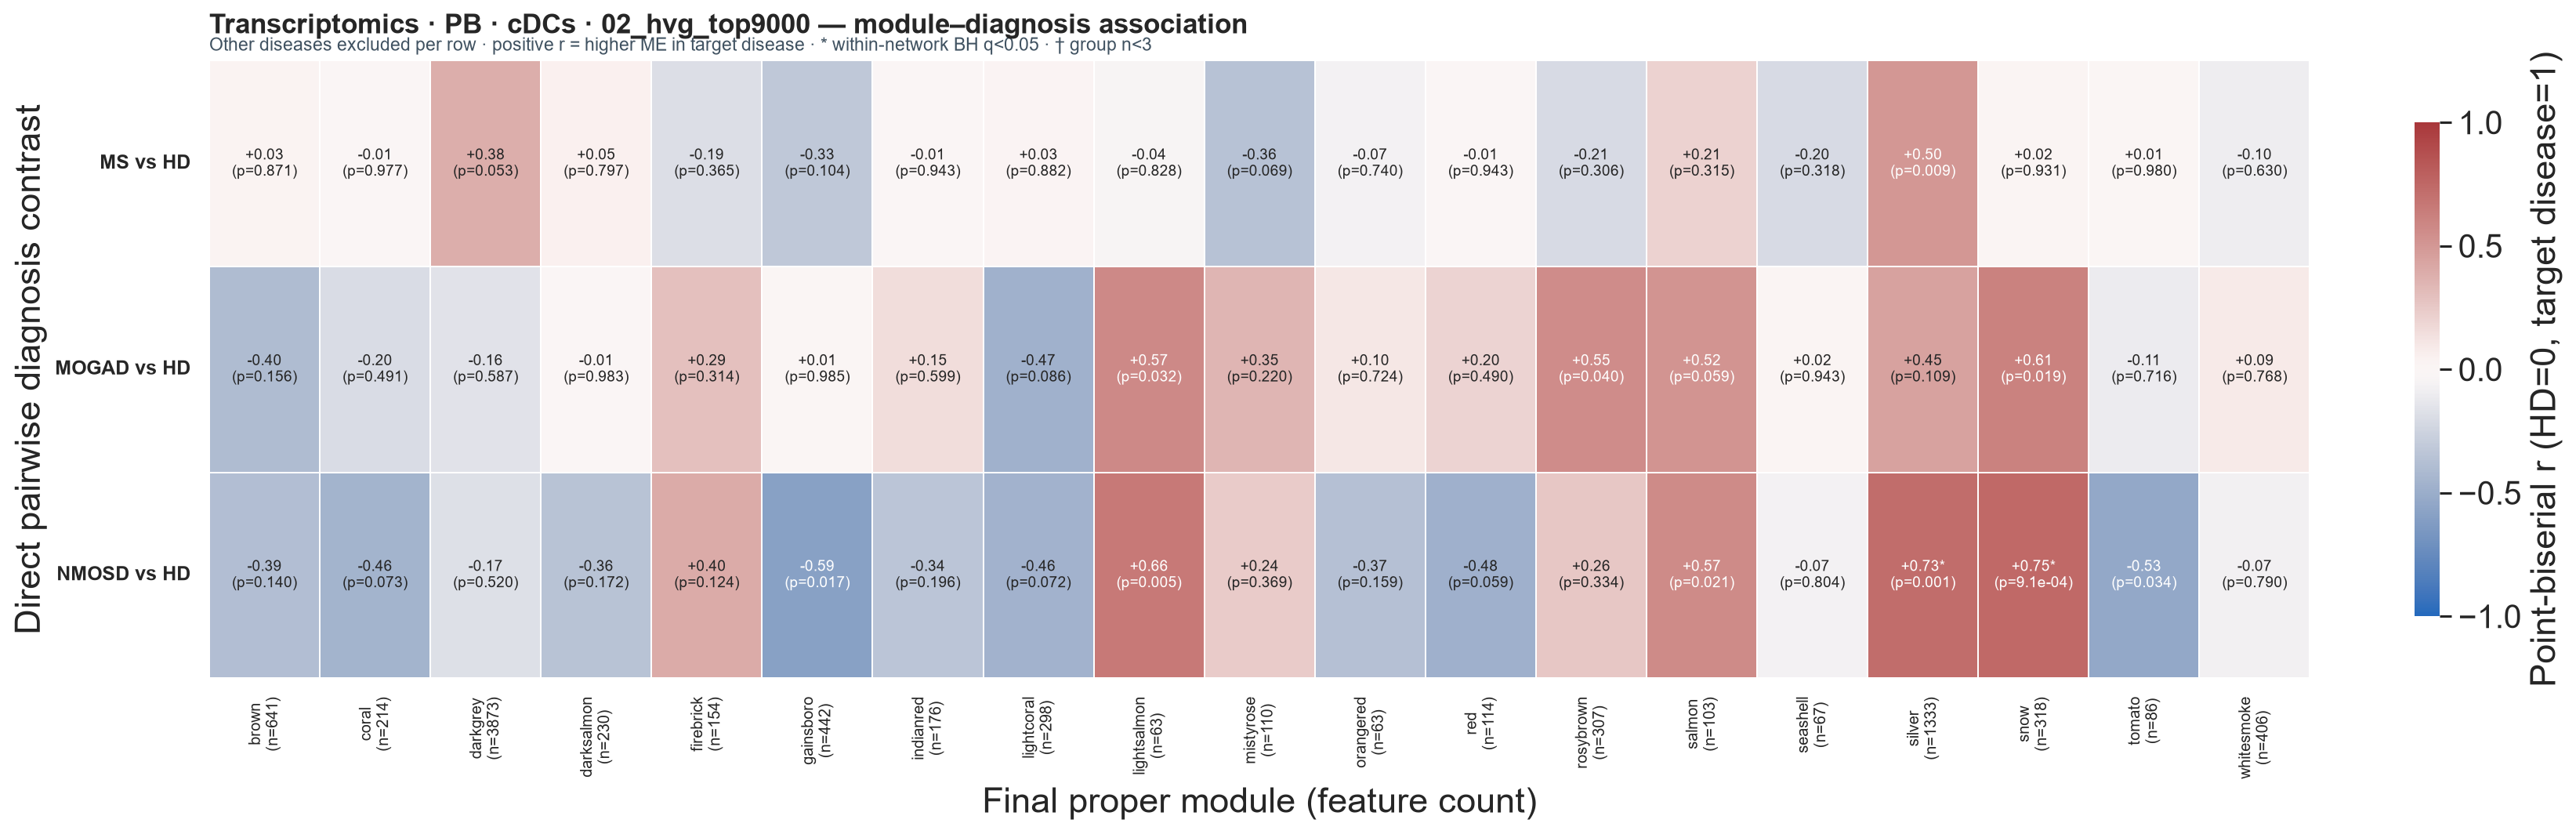 Transcriptomics · PB · cDCs · 02_hvg_top9000 — module–diagnosis association
Other diseases excluded per row · positive r = higher ME in target disease · * within-network BH q<0.05 · † group n<3
Direct pairwise diagnosis contrast
MS vs HD
+0.03 -0.01 +0.38 +0.05 -0.19 -0.33 -0.01 +0.03 -0.04 -0.36 -0.07 -0.01 -0.21 +0.21 -0.20 +0.50 +0.02 +0.01 -0.10
(p=0.871) (p=0.977) (p=0.053) (p=0.797) (p=0.365) (p=0.104) (p=0.943) (p=0.882) (p=0.828) (p=0.069) (p=0.740) (p=0.943) (p=0.306) (p=0.315) (p=0.318) (p=0.009) (p=0.931) (p=0.980) (p=0.630)
MOGAD vs HD
-0.40 -0.20 -0.16 -0.01 +0.29 +0.01 +0.15 -0.47 +0.57 +0.35 +0.10 +0.20 +0.55 +0.52 +0.02 +0.45 +0.61 -0.11 +0.09
(p=0.156) (p=0.491) (p=0.587) (p=0.983) (p=0.314) (p=0.985) (p=0.599) (p=0.086) (p=0.032) (p=0.220) (p=0.724) (p=0.490) (p=0.040) (p=0.059) (p=0.943) (p=0.109) (p=0.019) (p=0.716) (p=0.768)
NMOSD vs HD
-0.39 -0.46 -0.17 -0.36 +0.40 -0.59 -0.34 -0.46 +0.66 +0.24 -0.37 -0.48 +0.26 +0.57 -0.07 +0.73* +0.75* -0.53 -0.07
(p=0.140) (p=0.073) (p=0.520) (p=0.172) (p=0.124) (p=0.017) (p=0.196) (p=0.072) (p=0.005) (p=0.369) (p=0.159) (p=0.059) (p=0.334) (p=0.021) (p=0.804) (p=0.001) (p=9.1e-04) (p=0.034) (p=0.790)
brown
(n=641)
coral
(n=214)
darkgrey
(n=3873)
darksalmon
(n=230)
firebrick
(n=154)
gainsboro
(n=442)
indianred
(n=176)
lightcoral
(n=298)
lightsalmon
(n=63)
mistyrose
(n=110)
orangered
(n=63)
red
(n=114)
rosybrown
(n=307)
salmon
(n=103)
seashell
(n=67)
silver
(n=1333)
snow
(n=318)
tomato
(n=86)
whitesmoke
(n=406)
Final proper module (feature count)
1.0
0.5
0.0
−0.5
−1.0
Point-biserial r (HD=0, target disease=1)